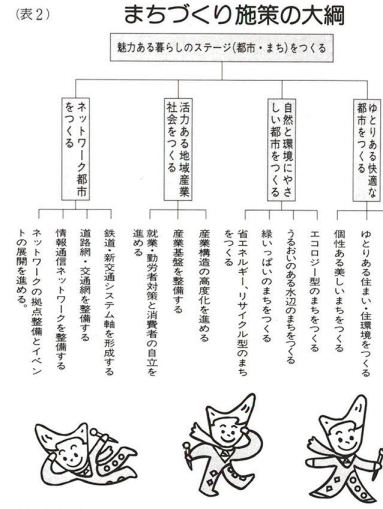 (表2)
まちづくり施策の大綱
魅力ある暮らしのステージ(都市・まち)をつくる
ゆとりある快適な
都市をつくる
ゆとりある住まい・住環境をつくる
個性ある美しいまちをつくる
自然と環境にやさ
しい都市をつくる
エコロジー型のまちをつくる
うるおいのある水辺のまちをつくる
緑いっぱいのまちをつくる
省エネルギー、リサイクル型のまち
をつくる
活力ある地域産業
社会をつくる
産業構造の高度化を進める
産業基盤を整備する
就業・勤労者対策と消費者の自立を
進める
ネットワーク都市
をつくる
鉄道・新交通システム軸を形成する
道路網・交通網を整備する
情報通信ネットワークを整備する
ネットワークの拠点整備とイベン
トの展開を進める。